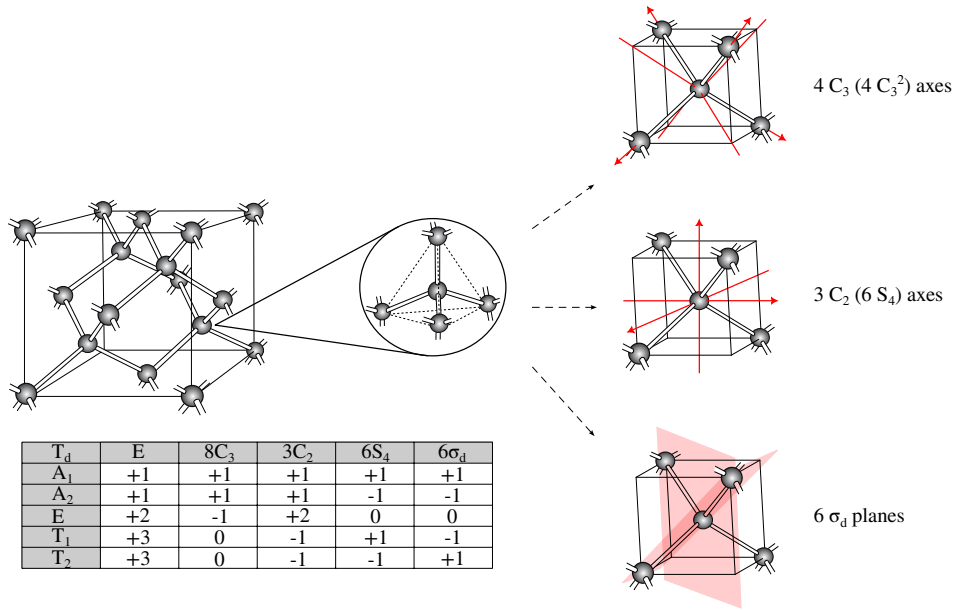 4 C₃ (4 C₃²) axes
3 C₂ (6 S₄) axes
6 σd planes
Td E 8C₃ 3C₂ 6S₄ 6σd
A₁ +1 +1 +1 +1 +1
A₂ +1 +1 +1 -1 -1
E +2 -1 +2 0 0
T₁ +3 0 -1 +1 -1
T₂ +3 0 -1 -1 +1